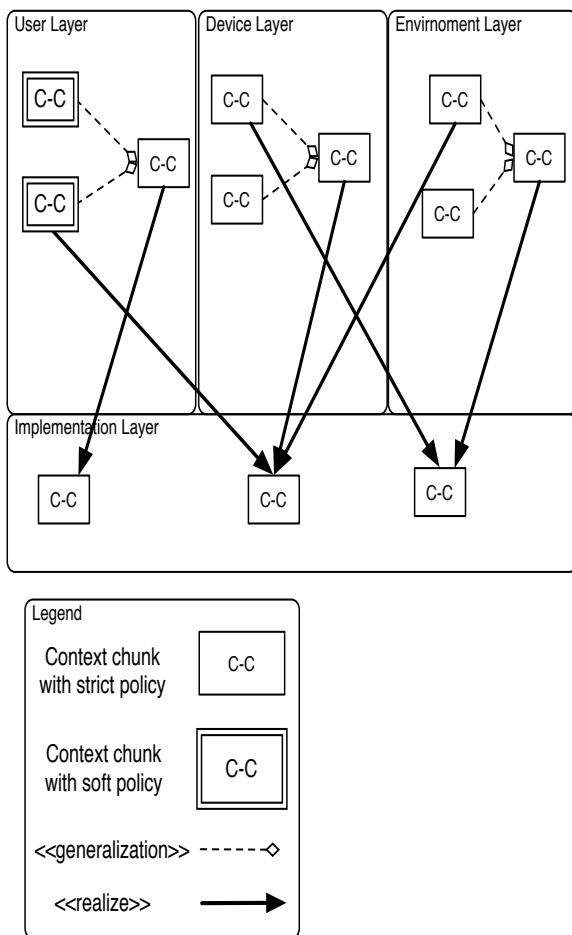 User Layer
Device Layer
Envirnoment Layer
C-C
C-C
C-C
C-C
C-C
C-C
C-C
C-C
C-C
Implementation Layer
C-C
C-C
C-C
Legend
Context chunk
with strict policy
C-C
Context chunk
with soft policy
C-C
<<generalization>>
<<realize>>